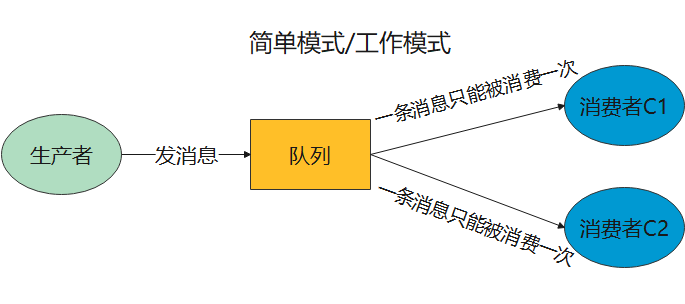 简单模式/工作模式
一条消息只能被消费一次
消费者C1
生产者
发消息
队列
一条消息只能被消费一次
消费者C2